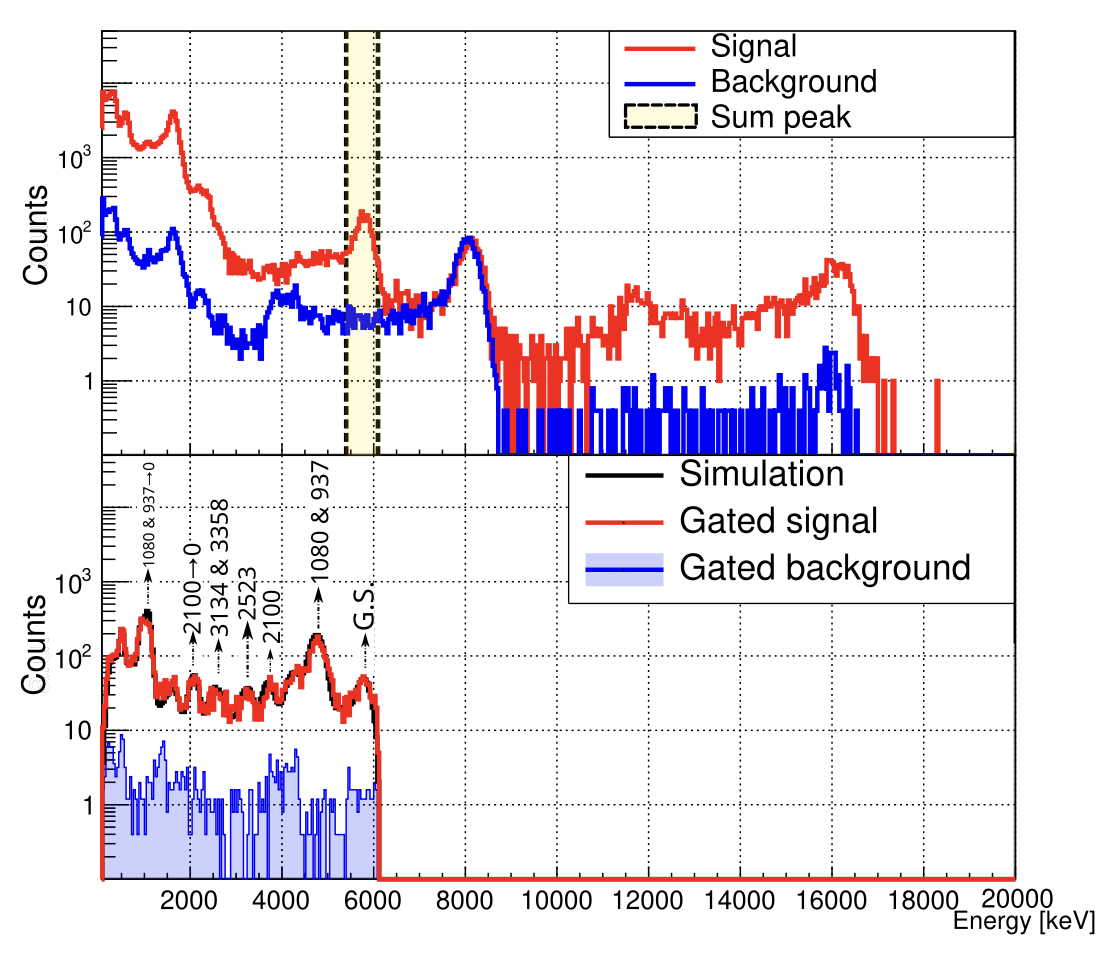 Signal
Background
Sum peak
Counts
10³
10²
10
1
Simulation
Gated signal
Gated background
1080 & 937→0
2100→0
3134 & 3358
2523
2100
1080 & 937
G.S.
Counts
10³
10²
10
1
2000 4000 6000 8000 10000 12000 14000 16000 18000 20000
Energy [keV]